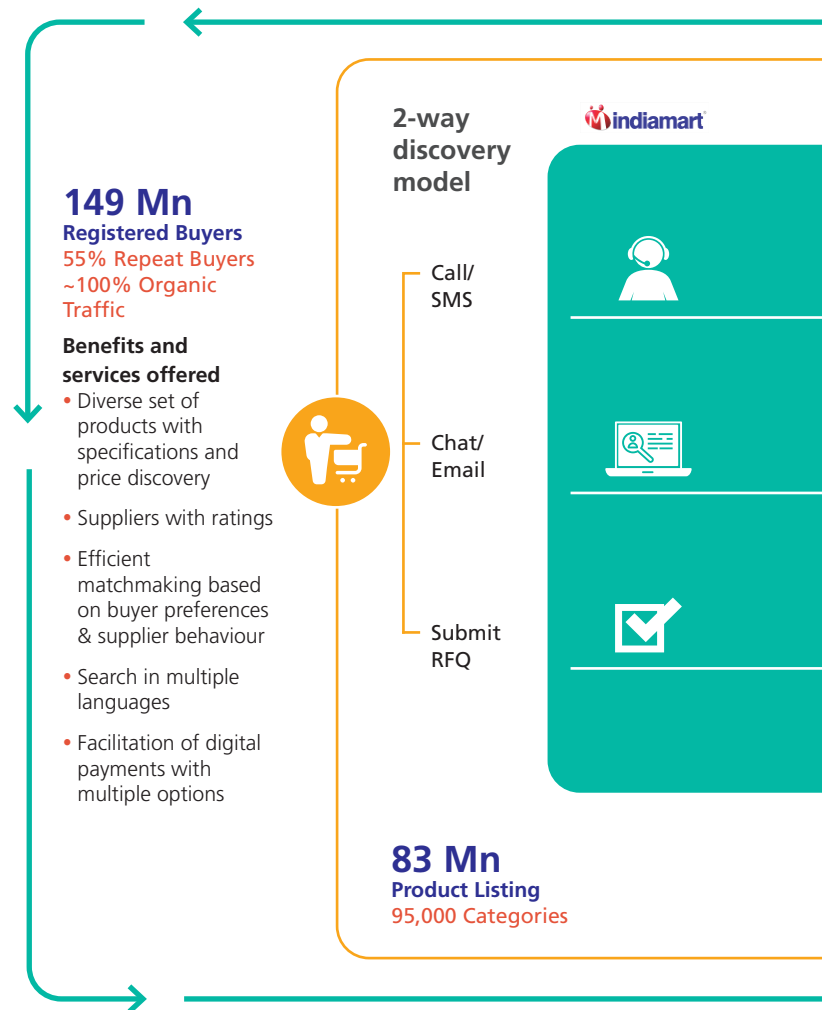 149 Mn
Registered Buyers
55% Repeat Buyers
~100% Organic
Traffic
Benefits and
services offered
• Diverse set of
products with
specifications and
price discovery
• Suppliers with ratings
• Efficient
matchmaking based
on buyer preferences
& supplier behaviour
• Search in multiple
languages
• Facilitation of digital
payments with
multiple options
2-way
discovery
model
indiamart
Call/
SMS
Chat/
Email
Submit
RFQ
83 Mn
Product Listing
95,000 Categories